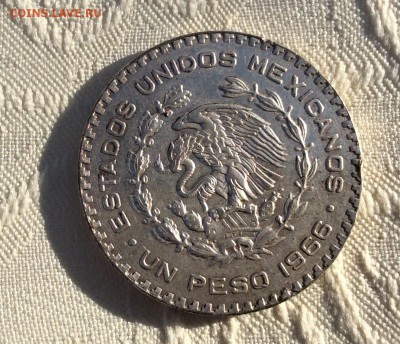 COINS.LAVE.RU
ESTADOS UNIDOS MEXICANOS
· UN PESO 1966 ·